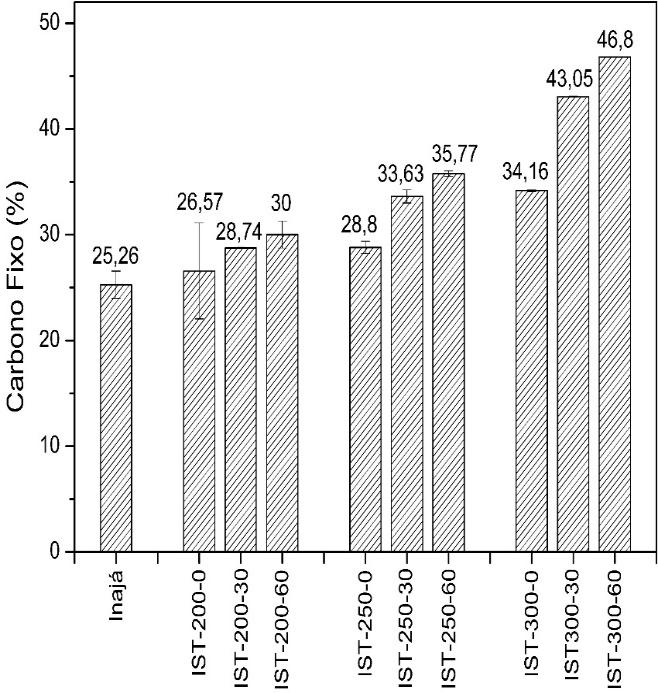 Carbono Fixo (%)
50
40
30
20
10
0
25,26
26,57
28,74
30
28,8
33,63
35,77
34,16
43,05
46,8
Inajá
IST-200-0
IST-200-30
IST-200-60
IST-250-0
IST-250-30
IST-250-60
IST-300-0
IST300-30
IST-300-60